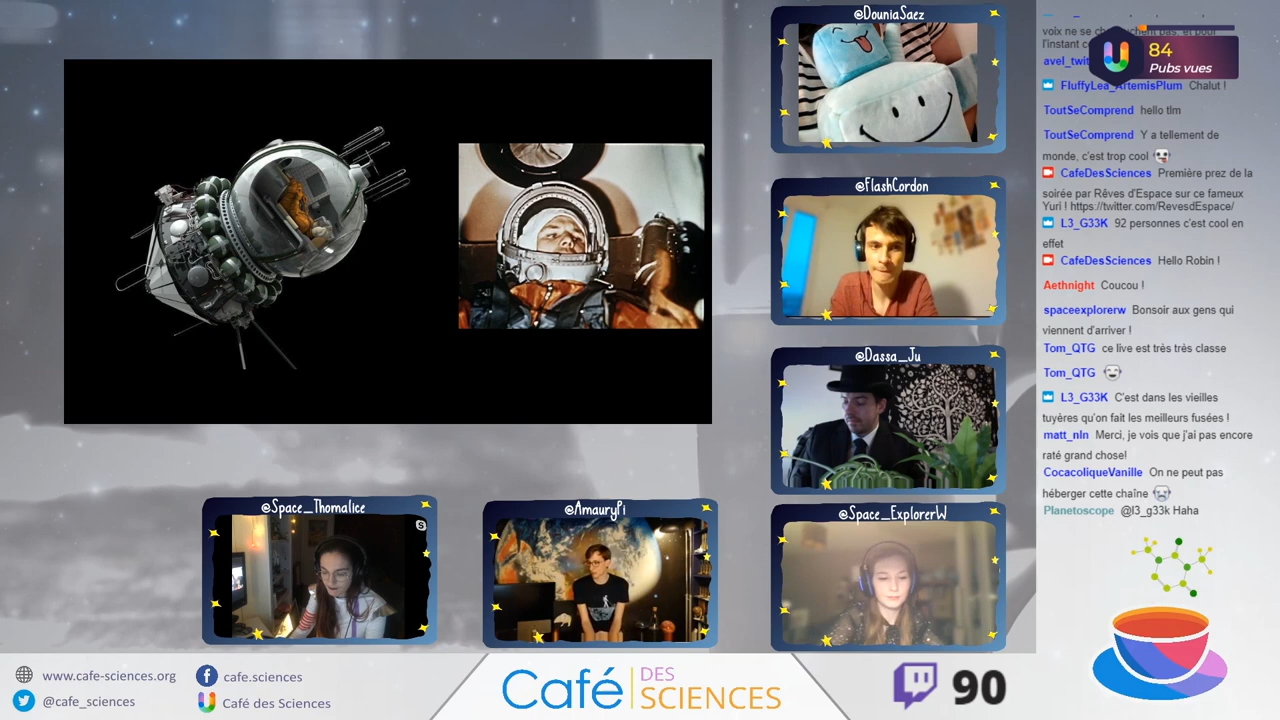 @DouniaSaez
@FlashCordon
@Dassa_Ju
@Space_ExplorerW
@Space_Thomalice
@AmauryPi
84
Pubs vues
l'instant
FluffyLea_ArtemisPlum Chalut !
ToutSeComprend hello tlm
ToutSeComprend Y a tellement de
monde, c'est trop cool
CafeDesSciences Première prez de la
soirée par Rêves d'Espace sur ce fameux
Yuri ! https://twitter.com/RevesdEspace/
L3_G33K 92 personnes c'est cool en
effet
CafeDesSciences Hello Robin !
Aethnight Coucou !
spaceexplorerw Bonsoir aux gens qui
viennent d'arriver !
Tom_QTG ce live est très très classe
Tom_QTG
L3_G33K C'est dans les vieilles
tuyères qu'on fait les meilleurs fusées !
matt_nln Merci, je vois que j'ai pas encore
raté grand chose!
CocacoliqueVanille On ne peut pas
héberger cette chaîne
Planetoscope @l3_g33k Haha
www.cafe-sciences.org
cafe.sciences
@cafe_sciences
Café des Sciences
Café DES
SCIENCES
90